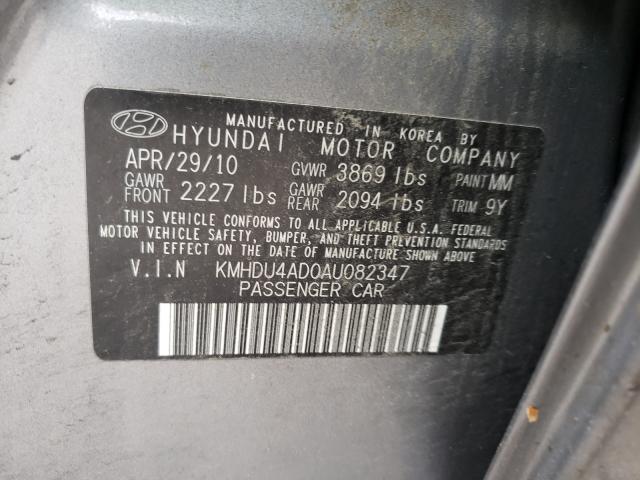 MANUFACTURED IN KOREA BY
HYUNDAI MOTOR COMPANY
APR/29/10 GVWR 3869 lbs PAINT MM
GAWR FRONT 2227 lbs GAWR REAR 2094 lbs TRIM 9Y
THIS VEHICLE CONFORMS TO ALL APPLICABLE U.S.A. FEDERAL
MOTOR VEHICLE SAFETY, BUMPER, AND THEFT PREVENTION STANDARDS
IN EFFECT ON THE DATE OF MANUFACTURE SHOWN ABOVE
V.I.N KMHDU4AD0AU082347
PASSENGER CAR